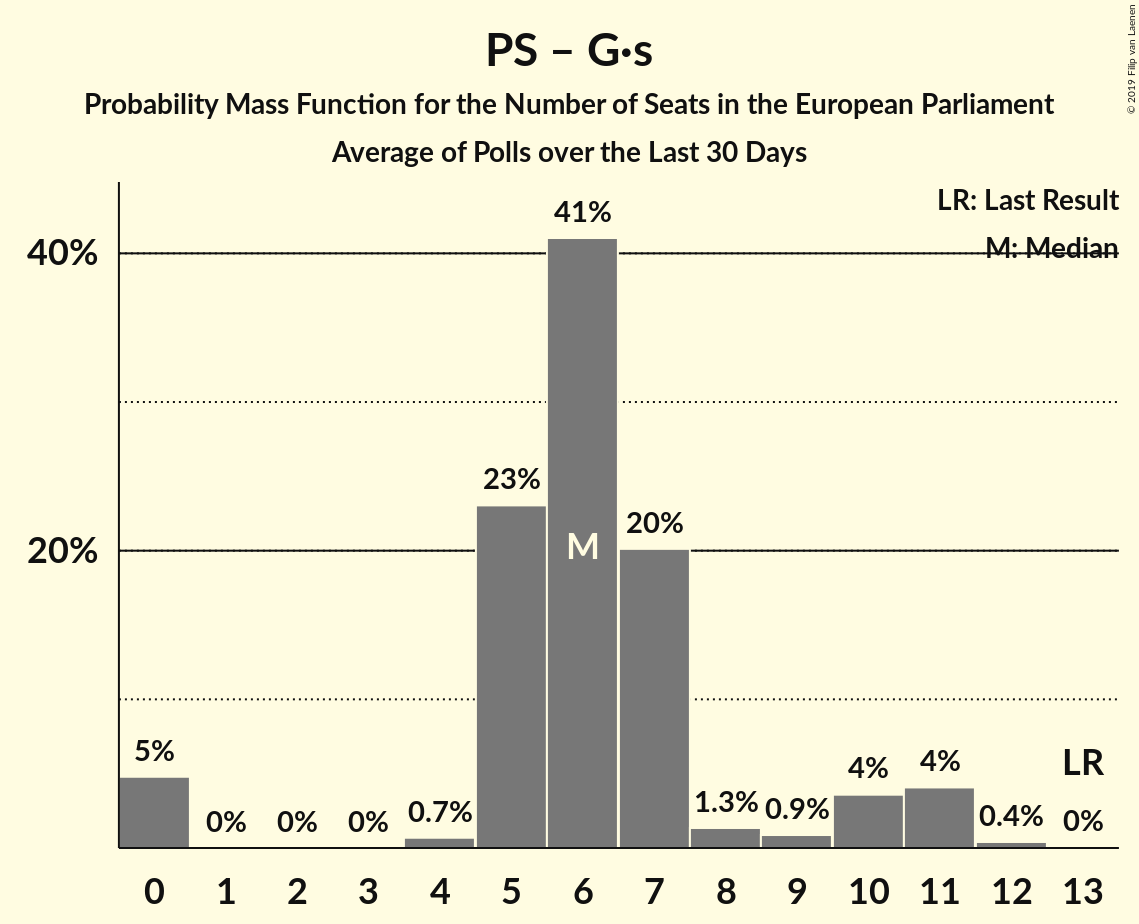 PS – G·s
Probability Mass Function for the Number of Seats in the European Parliament
Average of Polls over the Last 30 Days
© 2019 Filip van Laenen
LR: Last Result
M: Median
40%
20%
5%
0%
0%
0%
0.7%
23%
41%
20%
1.3%
0.9%
4%
4%
0.4%
0%
M
LR
0 1 2 3 4 5 6 7 8 9 10 11 12 13